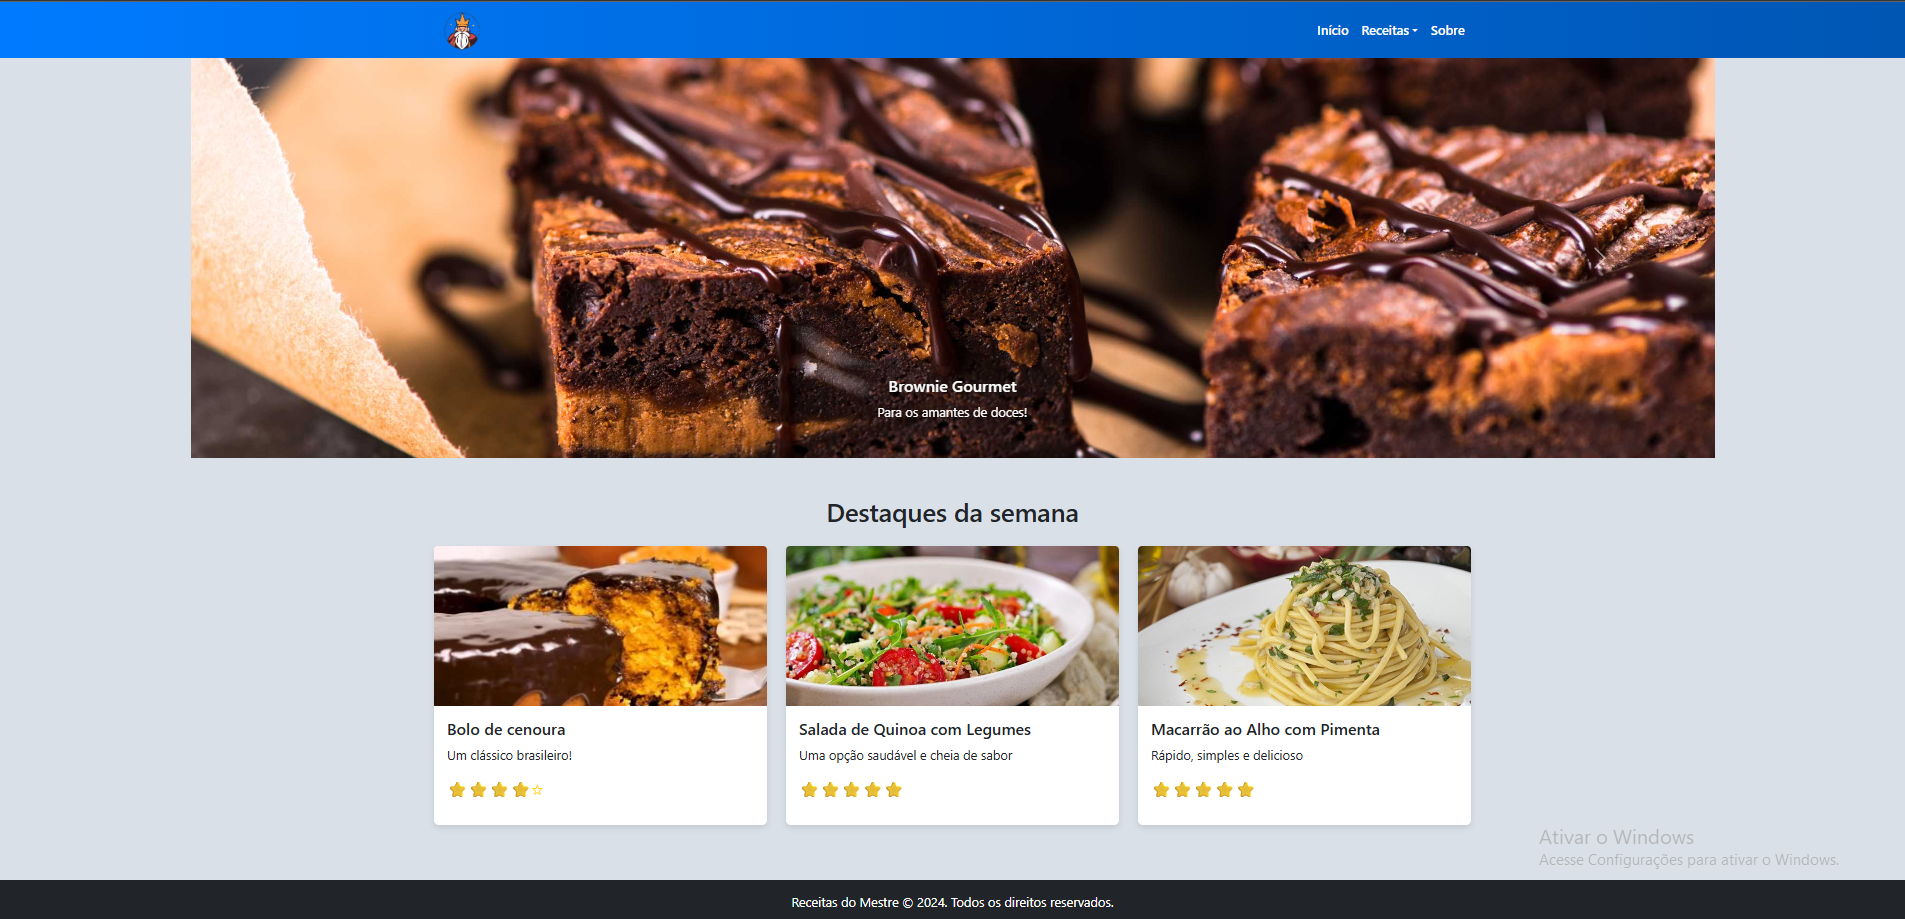 Início Receitas Sobre
Brownie Gourmet
Para os amantes de doces!
Destaques da semana
Bolo de cenoura
Um clássico brasileiro!
Salada de Quinoa com Legumes
Uma opção saudável e cheia de sabor
Macarrão ao Alho com Pimenta
Rápido, simples e delicioso
Ativar o Windows
Acesse Configurações para ativar o Windows.
Receitas do Mestre © 2024. Todos os direitos reservados.